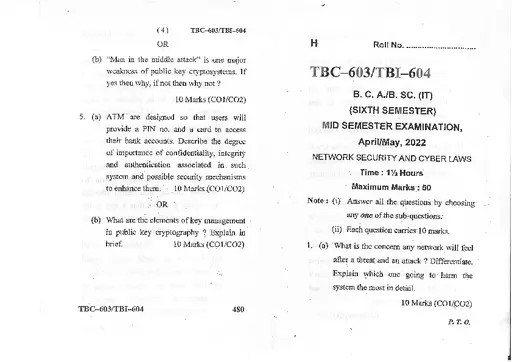 ( 4 ) TBC–603/TBI–604
OR
(b) "Man in the middle attack" is one major
weakness of public key cryptosystems. If
yes then why, if not then why not ?
10 Marks (CO1/CO2)
5. (a) ATM are designed so that users will
provide a PIN no. and a card to access
their bank accounts. Describe the degree
of importance of confidentiality, integrity
and authentication associated in such
system and possible security mechanisms
to enhance them. 10 Marks (CO1/CO2)
OR
(b) What are the elements of key management
in public key cryptography ? Explain in
brief. 10 Marks (CO1/CO2)
TBC–603/TBI–604 480
H Roll No. ..............................
TBC–603/TBI–604
B. C. A./B. SC. (IT)
(SIXTH SEMESTER)
MID SEMESTER EXAMINATION,
April/May, 2022
NETWORK SECURITY AND CYBER LAWS
Time : 1½ Hours
Maximum Marks : 50
Note : (i) Answer all the questions by choosing
any one of the sub-questions.
(ii) Each question carries 10 marks.
1. (a) What is the concern any network will feel
after a threat and an attack ? Differentiate.
Explain which one going to harm the
system the most in detail.
10 Marks (CO1/CO2)
P. T. O.